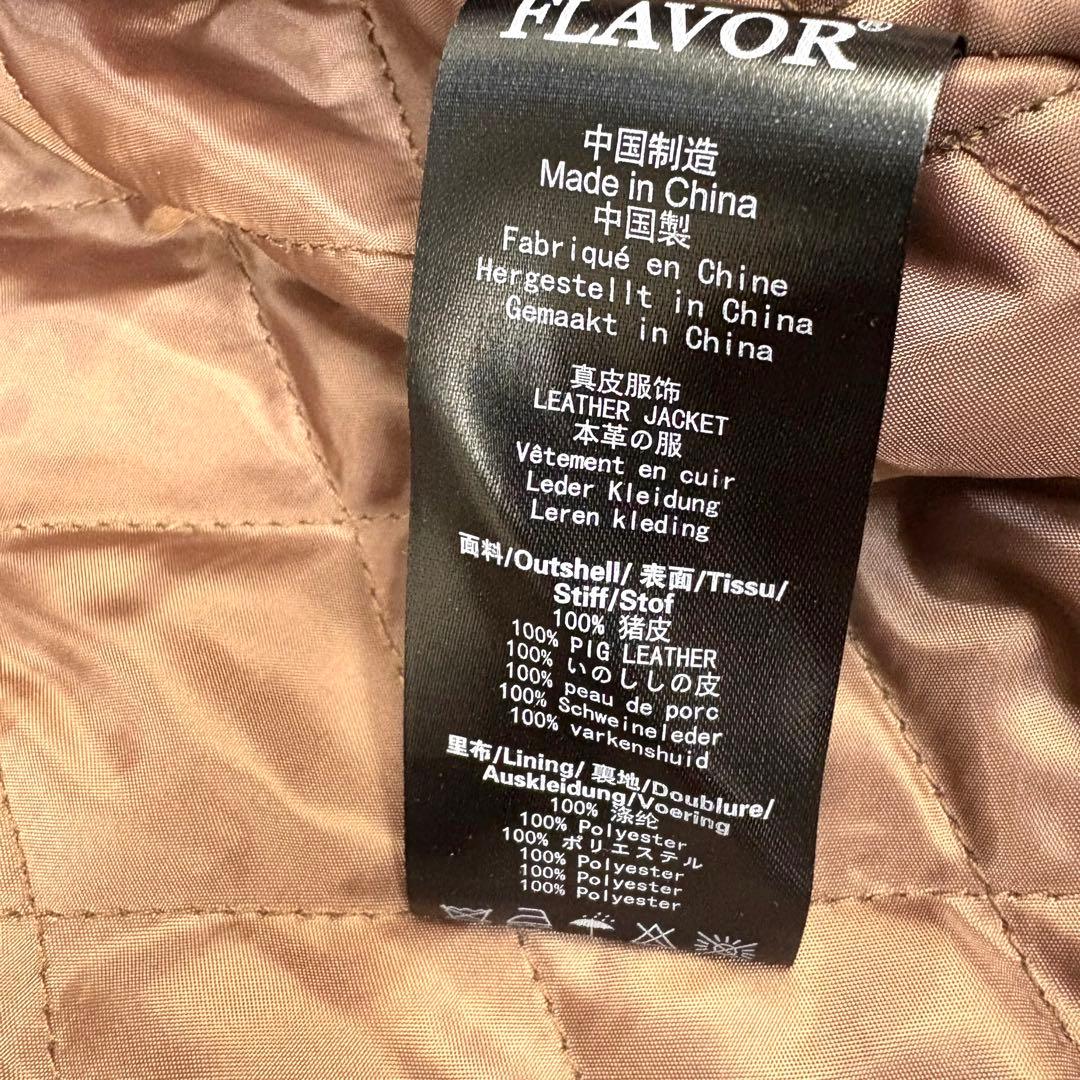 FLAVOR®
中国制造
Made in China
中国製
Fabriqué en Chine
Hergestellt in China
Gemaakt in China
真皮服饰
LEATHER JACKET
本革の服
Vêtement en cuir
Leder Kleidung
Leren kleding
面料/Outshell/ 表面/Tissu/
Stiff/Stof
100% 猪皮
100% PIG LEATHER
100% いのししの皮
100% peau de porc
100% Schweineleder
100% varkenshuid
里布/Lining/ 裏地/Doublure/
Auskleidung/Voering
100% 涤纶
100% Polyester
100% ポリエステル
100% Polyester
100% Polyester
100% Polyester